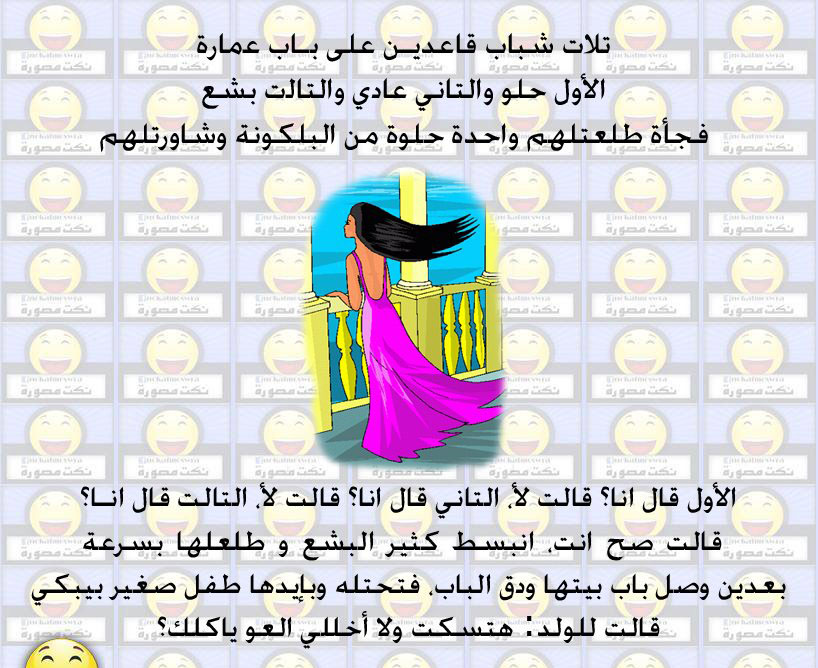 تلات شباب قاعدين على باب عمارة
الأول حلو والتاني عادي والتالت بشع
فجأة طلعتلهم واحدة حلوة من البلكونة وشاورتلهم
الأول قال انا؟ قالت لأ، التاني قال انا؟ قالت لأ، التالت قال انا؟
قالت صح انت، انبسط كثير البشع و طلعلها بسرعة
بعدين وصل باب بيتها ودق الباب، فتحتله وبإيدها طفل صغير بيبكي
قالت للولد: هتسكت ولا أخللي العو ياكلك؟
نكت مصورة